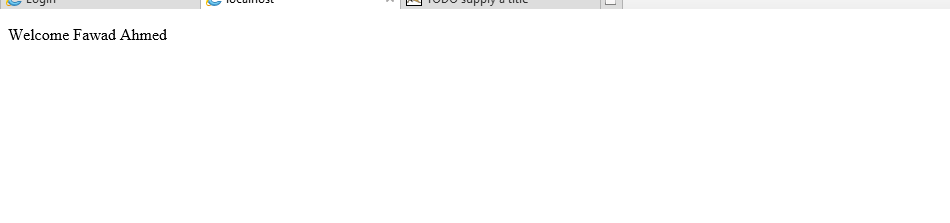 Login
localhost
TODO supply a title
Welcome Fawad Ahmed